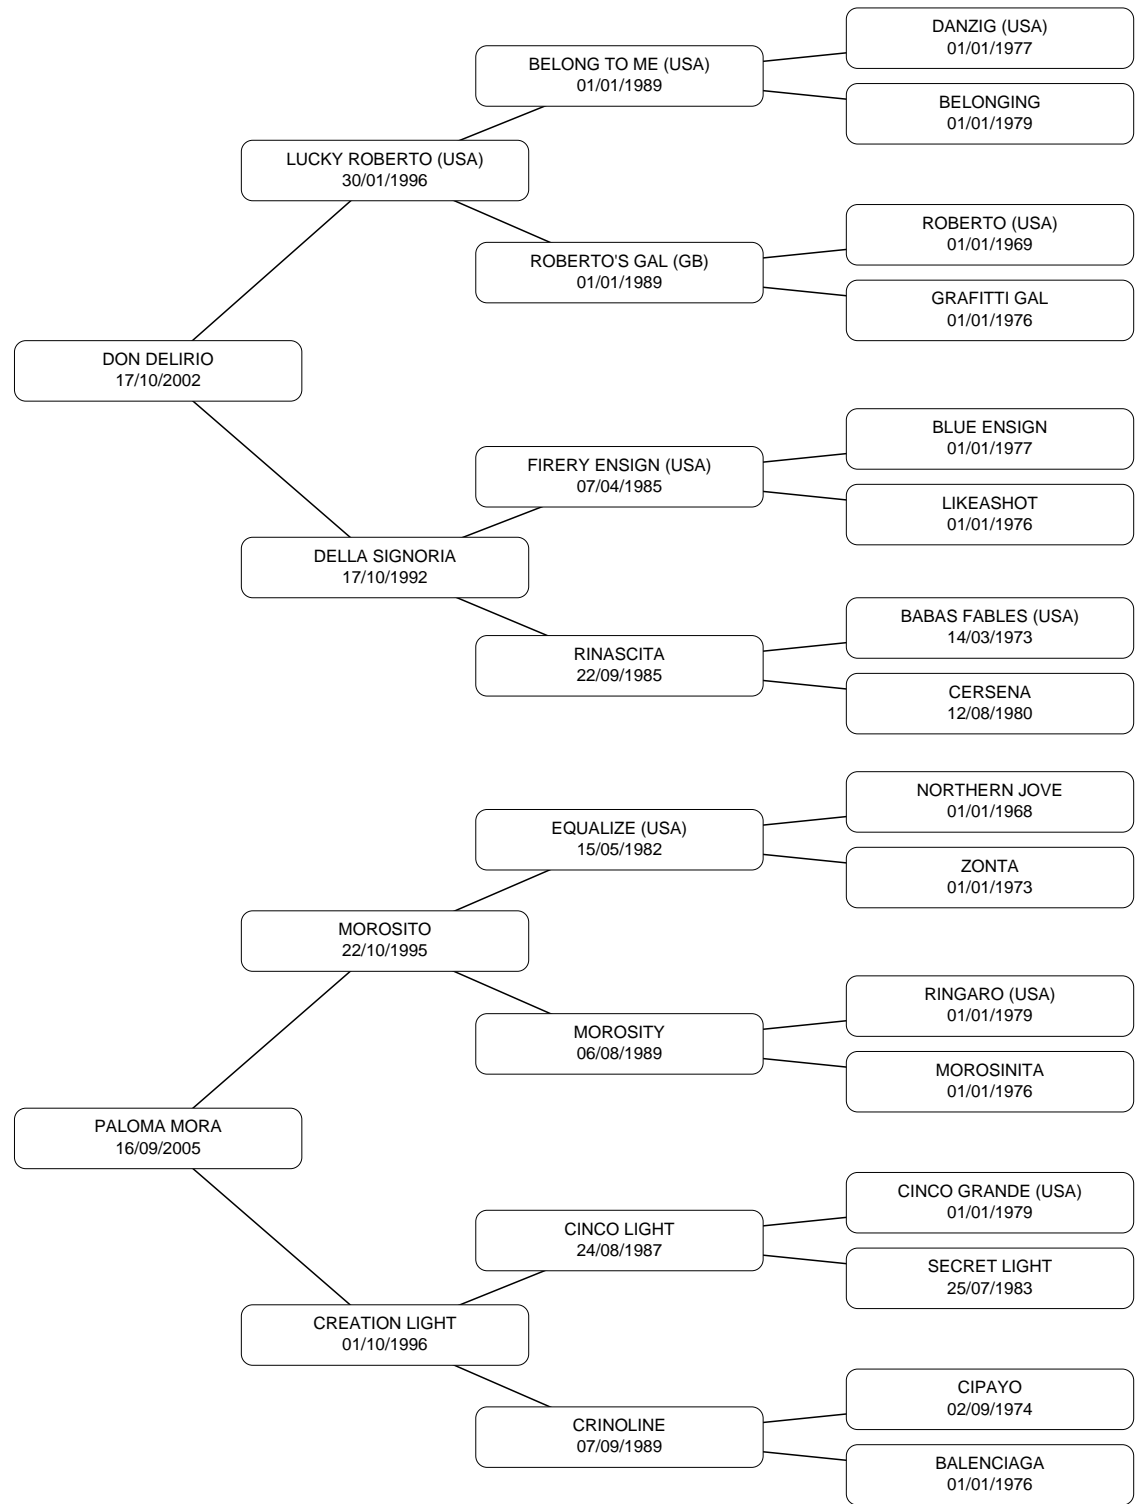 DANZIG (USA)
01/01/1977
BELONG TO ME (USA)
01/01/1989
BELONGING
01/01/1979
LUCKY ROBERTO (USA)
30/01/1996
ROBERTO (USA)
01/01/1969
ROBERTO'S GAL (GB)
01/01/1989
GRAFITTI GAL
01/01/1976
DON DELIRIO
17/10/2002
BLUE ENSIGN
01/01/1977
FIRERY ENSIGN (USA)
07/04/1985
LIKEASHOT
01/01/1976
DELLA SIGNORIA
17/10/1992
BABAS FABLES (USA)
14/03/1973
RINASCITA
22/09/1985
CERSENA
12/08/1980
NORTHERN JOVE
01/01/1968
EQUALIZE (USA)
15/05/1982
ZONTA
01/01/1973
MOROSITO
22/10/1995
RINGARO (USA)
01/01/1979
MOROSITY
06/08/1989
MOROSINITA
01/01/1976
PALOMA MORA
16/09/2005
CINCO GRANDE (USA)
01/01/1979
CINCO LIGHT
24/08/1987
SECRET LIGHT
25/07/1983
CREATION LIGHT
01/10/1996
CIPAYO
02/09/1974
CRINOLINE
07/09/1989
BALENCIAGA
01/01/1976